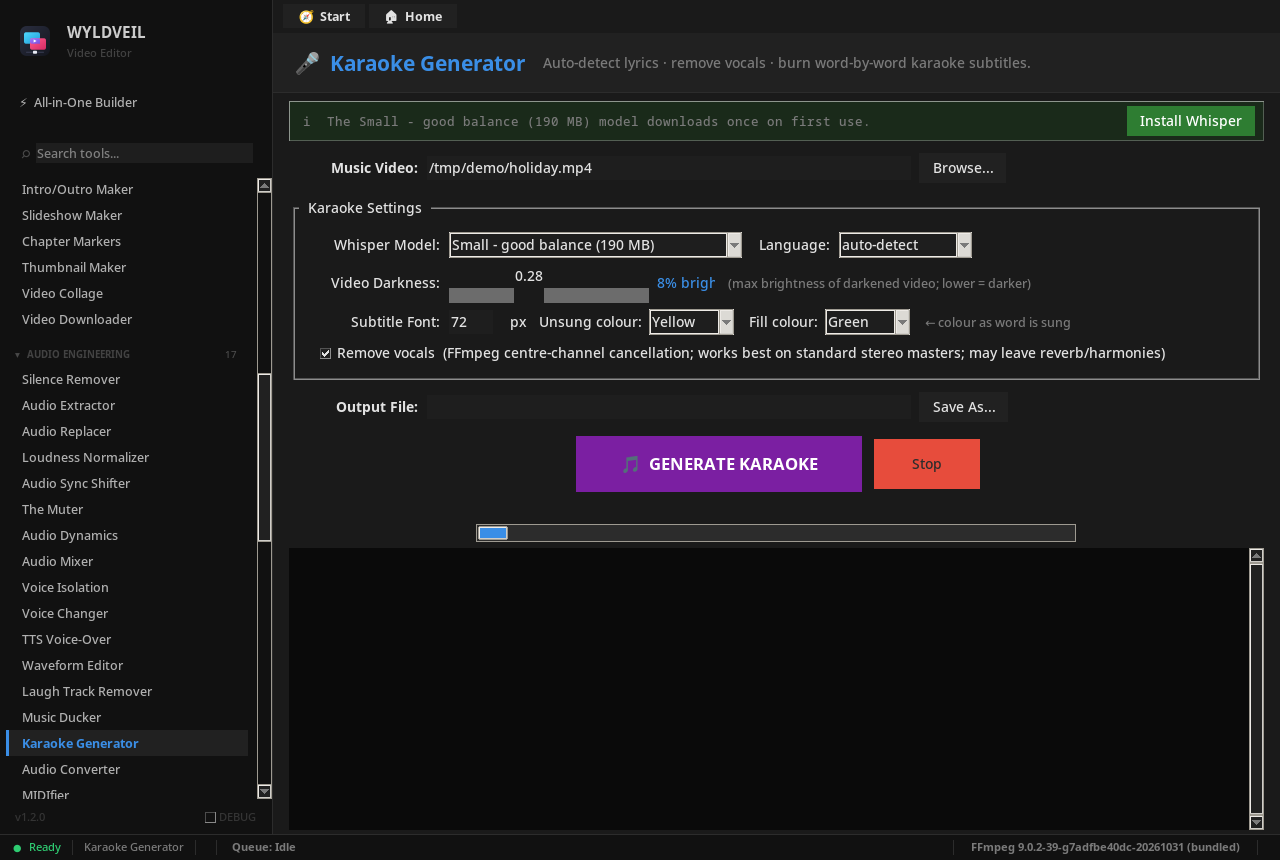 WYLDVEIL
Video Editor
⚡ All-in-One Builder
Search tools...
Intro/Outro Maker
Slideshow Maker
Chapter Markers
Thumbnail Maker
Video Collage
Video Downloader
▾ AUDIO ENGINEERING 17
Silence Remover
Audio Extractor
Audio Replacer
Loudness Normalizer
Audio Sync Shifter
The Muter
Audio Dynamics
Audio Mixer
Voice Isolation
Voice Changer
TTS Voice-Over
Waveform Editor
Laugh Track Remover
Music Ducker
Karaoke Generator
Audio Converter
MIDIfier
v1.2.0 DEBUG
Start Home
Karaoke Generator Auto-detect lyrics · remove vocals · burn word-by-word karaoke subtitles.
i The Small - good balance (190 MB) model downloads once on first use. Install Whisper
Music Video: /tmp/demo/holiday.mp4 Browse...
Karaoke Settings
Whisper Model: Small - good balance (190 MB) Language: auto-detect
0.28
Video Darkness: 8% brigh (max brightness of darkened video; lower = darker)
Subtitle Font: 72 px Unsung colour: Yellow Fill colour: Green ← colour as word is sung
Remove vocals (FFmpeg centre-channel cancellation; works best on standard stereo masters; may leave reverb/harmonies)
Output File: Save As...
GENERATE KARAOKE Stop
● Ready Karaoke Generator Queue: Idle FFmpeg 9.0.2-39-g7adfbe40dc-20261031 (bundled)